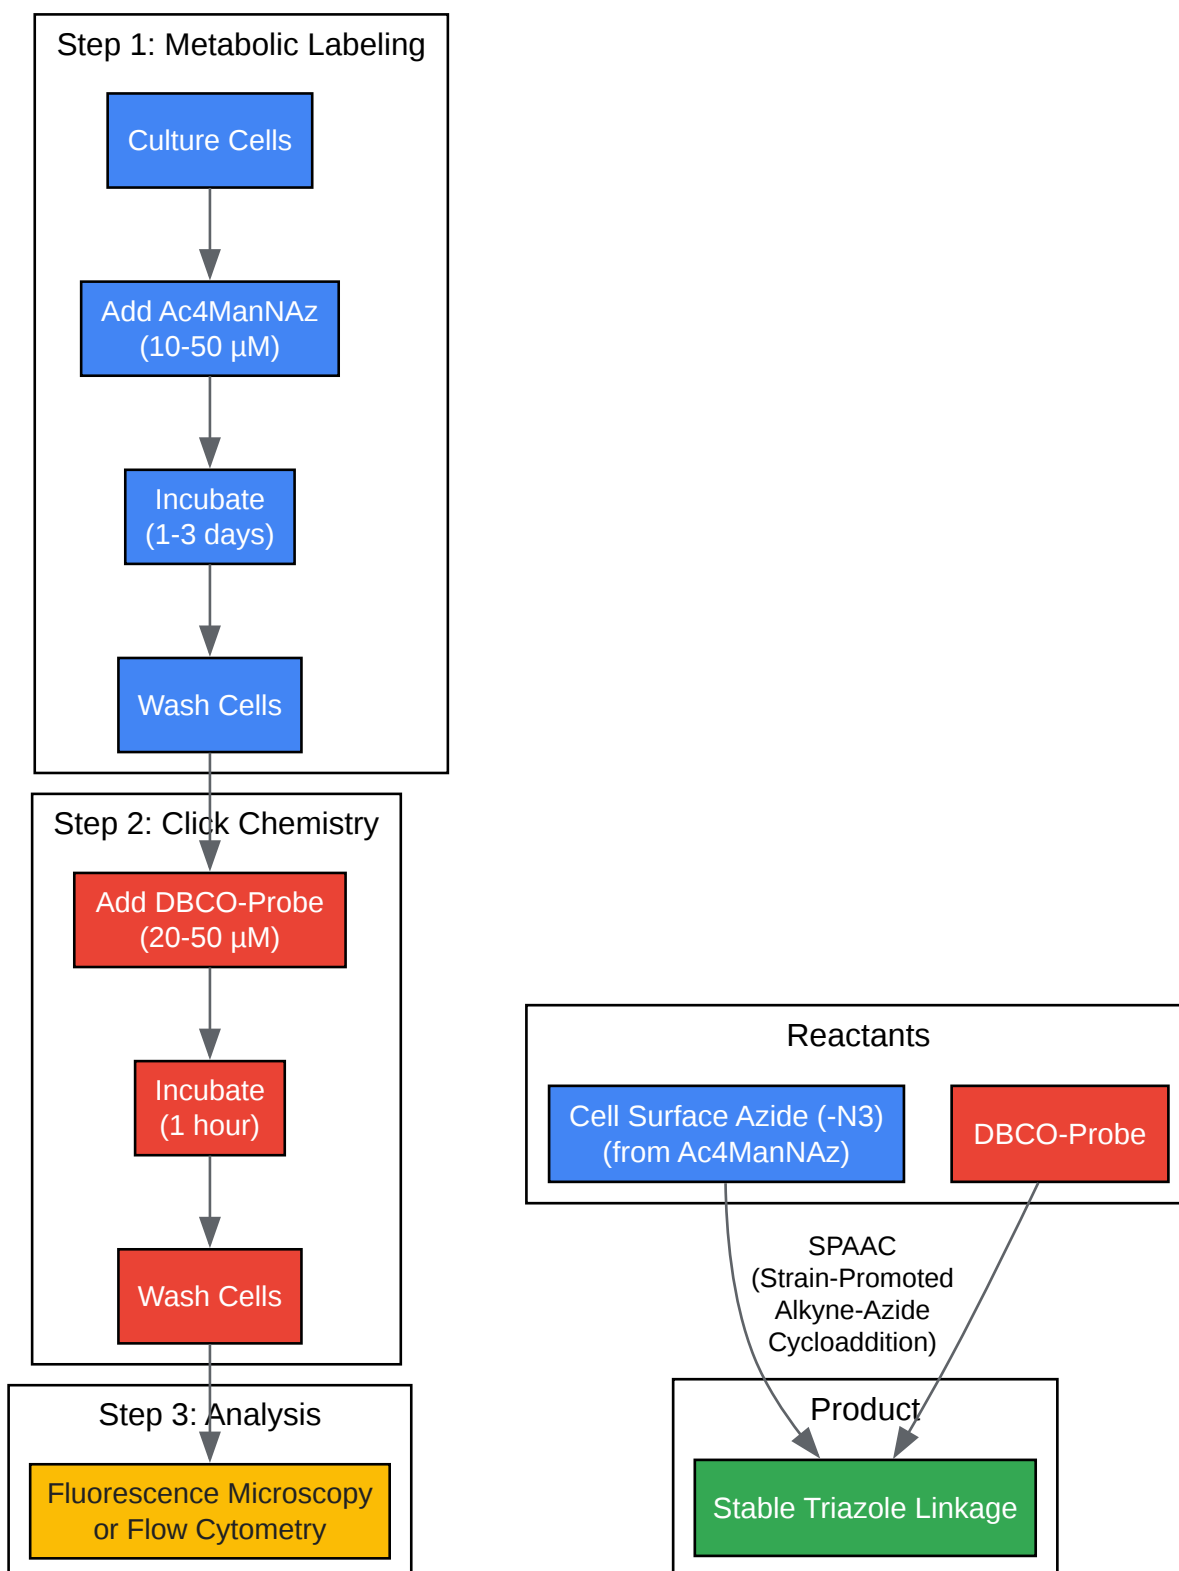 Step 1: Metabolic Labeling
Culture Cells
Add Ac4ManNAz
(10-50 µM)
Incubate
(1-3 days)
Wash Cells
Step 2: Click Chemistry
Add DBCO-Probe
(20-50 µM)
Incubate
(1 hour)
Wash Cells
Step 3: Analysis
Fluorescence Microscopy
or Flow Cytometry
Reactants
Cell Surface Azide (-N3)
(from Ac4ManNAz)
DBCO-Probe
SPAAC
(Strain-Promoted
Alkyne-Azide
Cycloaddition)
Product
Stable Triazole Linkage